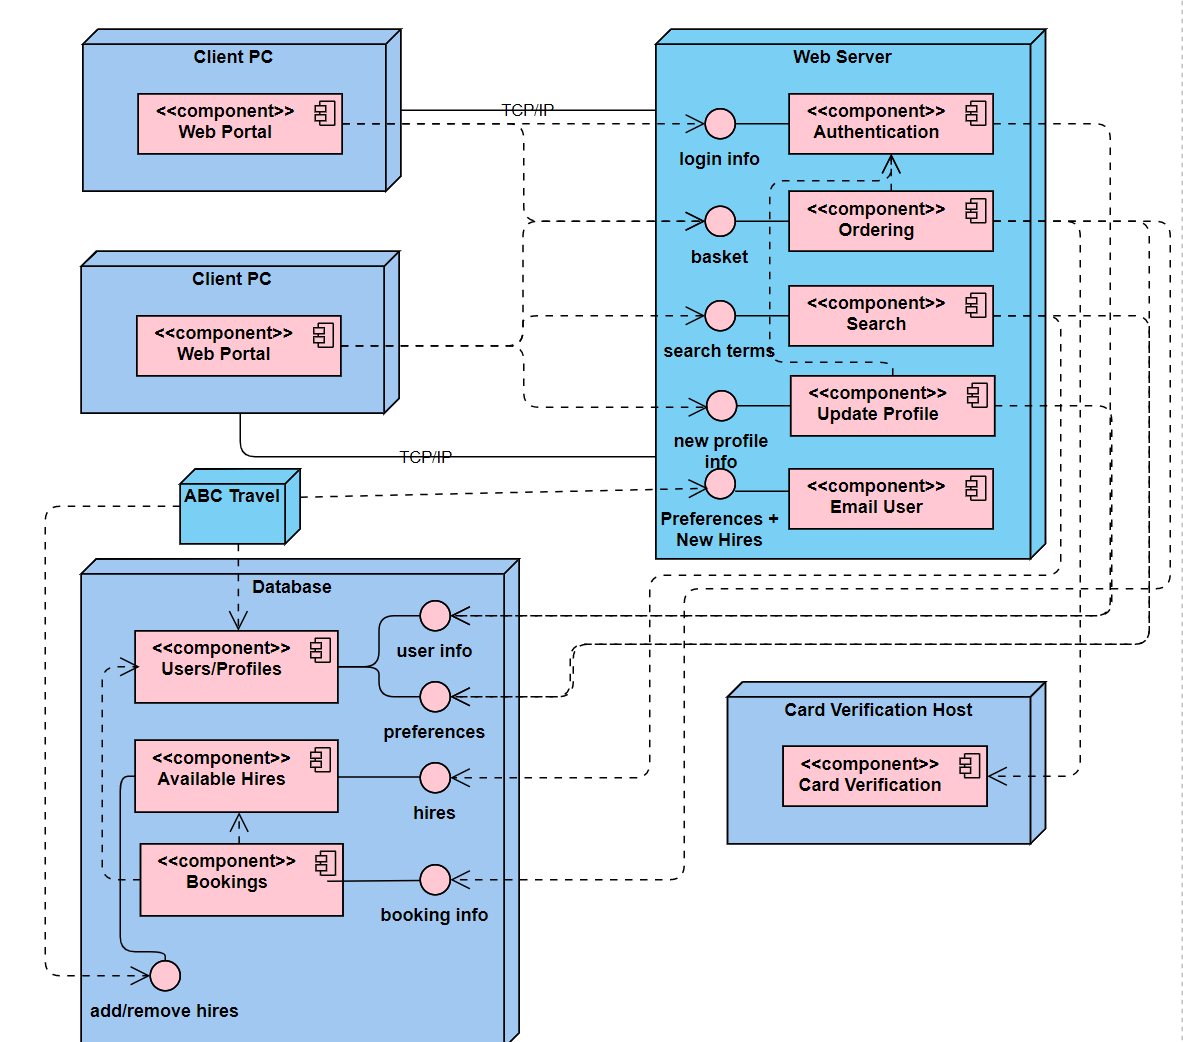 Client PC
<<component>>
Web Portal
TCP/IP
Web Server
login info
<<component>>
Authentication
basket
<<component>>
Ordering
Client PC
<<component>>
Web Portal
search terms
<<component>>
Search
new profile
info
<<component>>
Update Profile
TCP/IP
ABC Travel
Preferences +
New Hires
<<component>>
Email User
Database
<<component>>
Users/Profiles
user info
preferences
<<component>>
Available Hires
hires
<<component>>
Bookings
booking info
add/remove hires
Card Verification Host
<<component>>
Card Verification